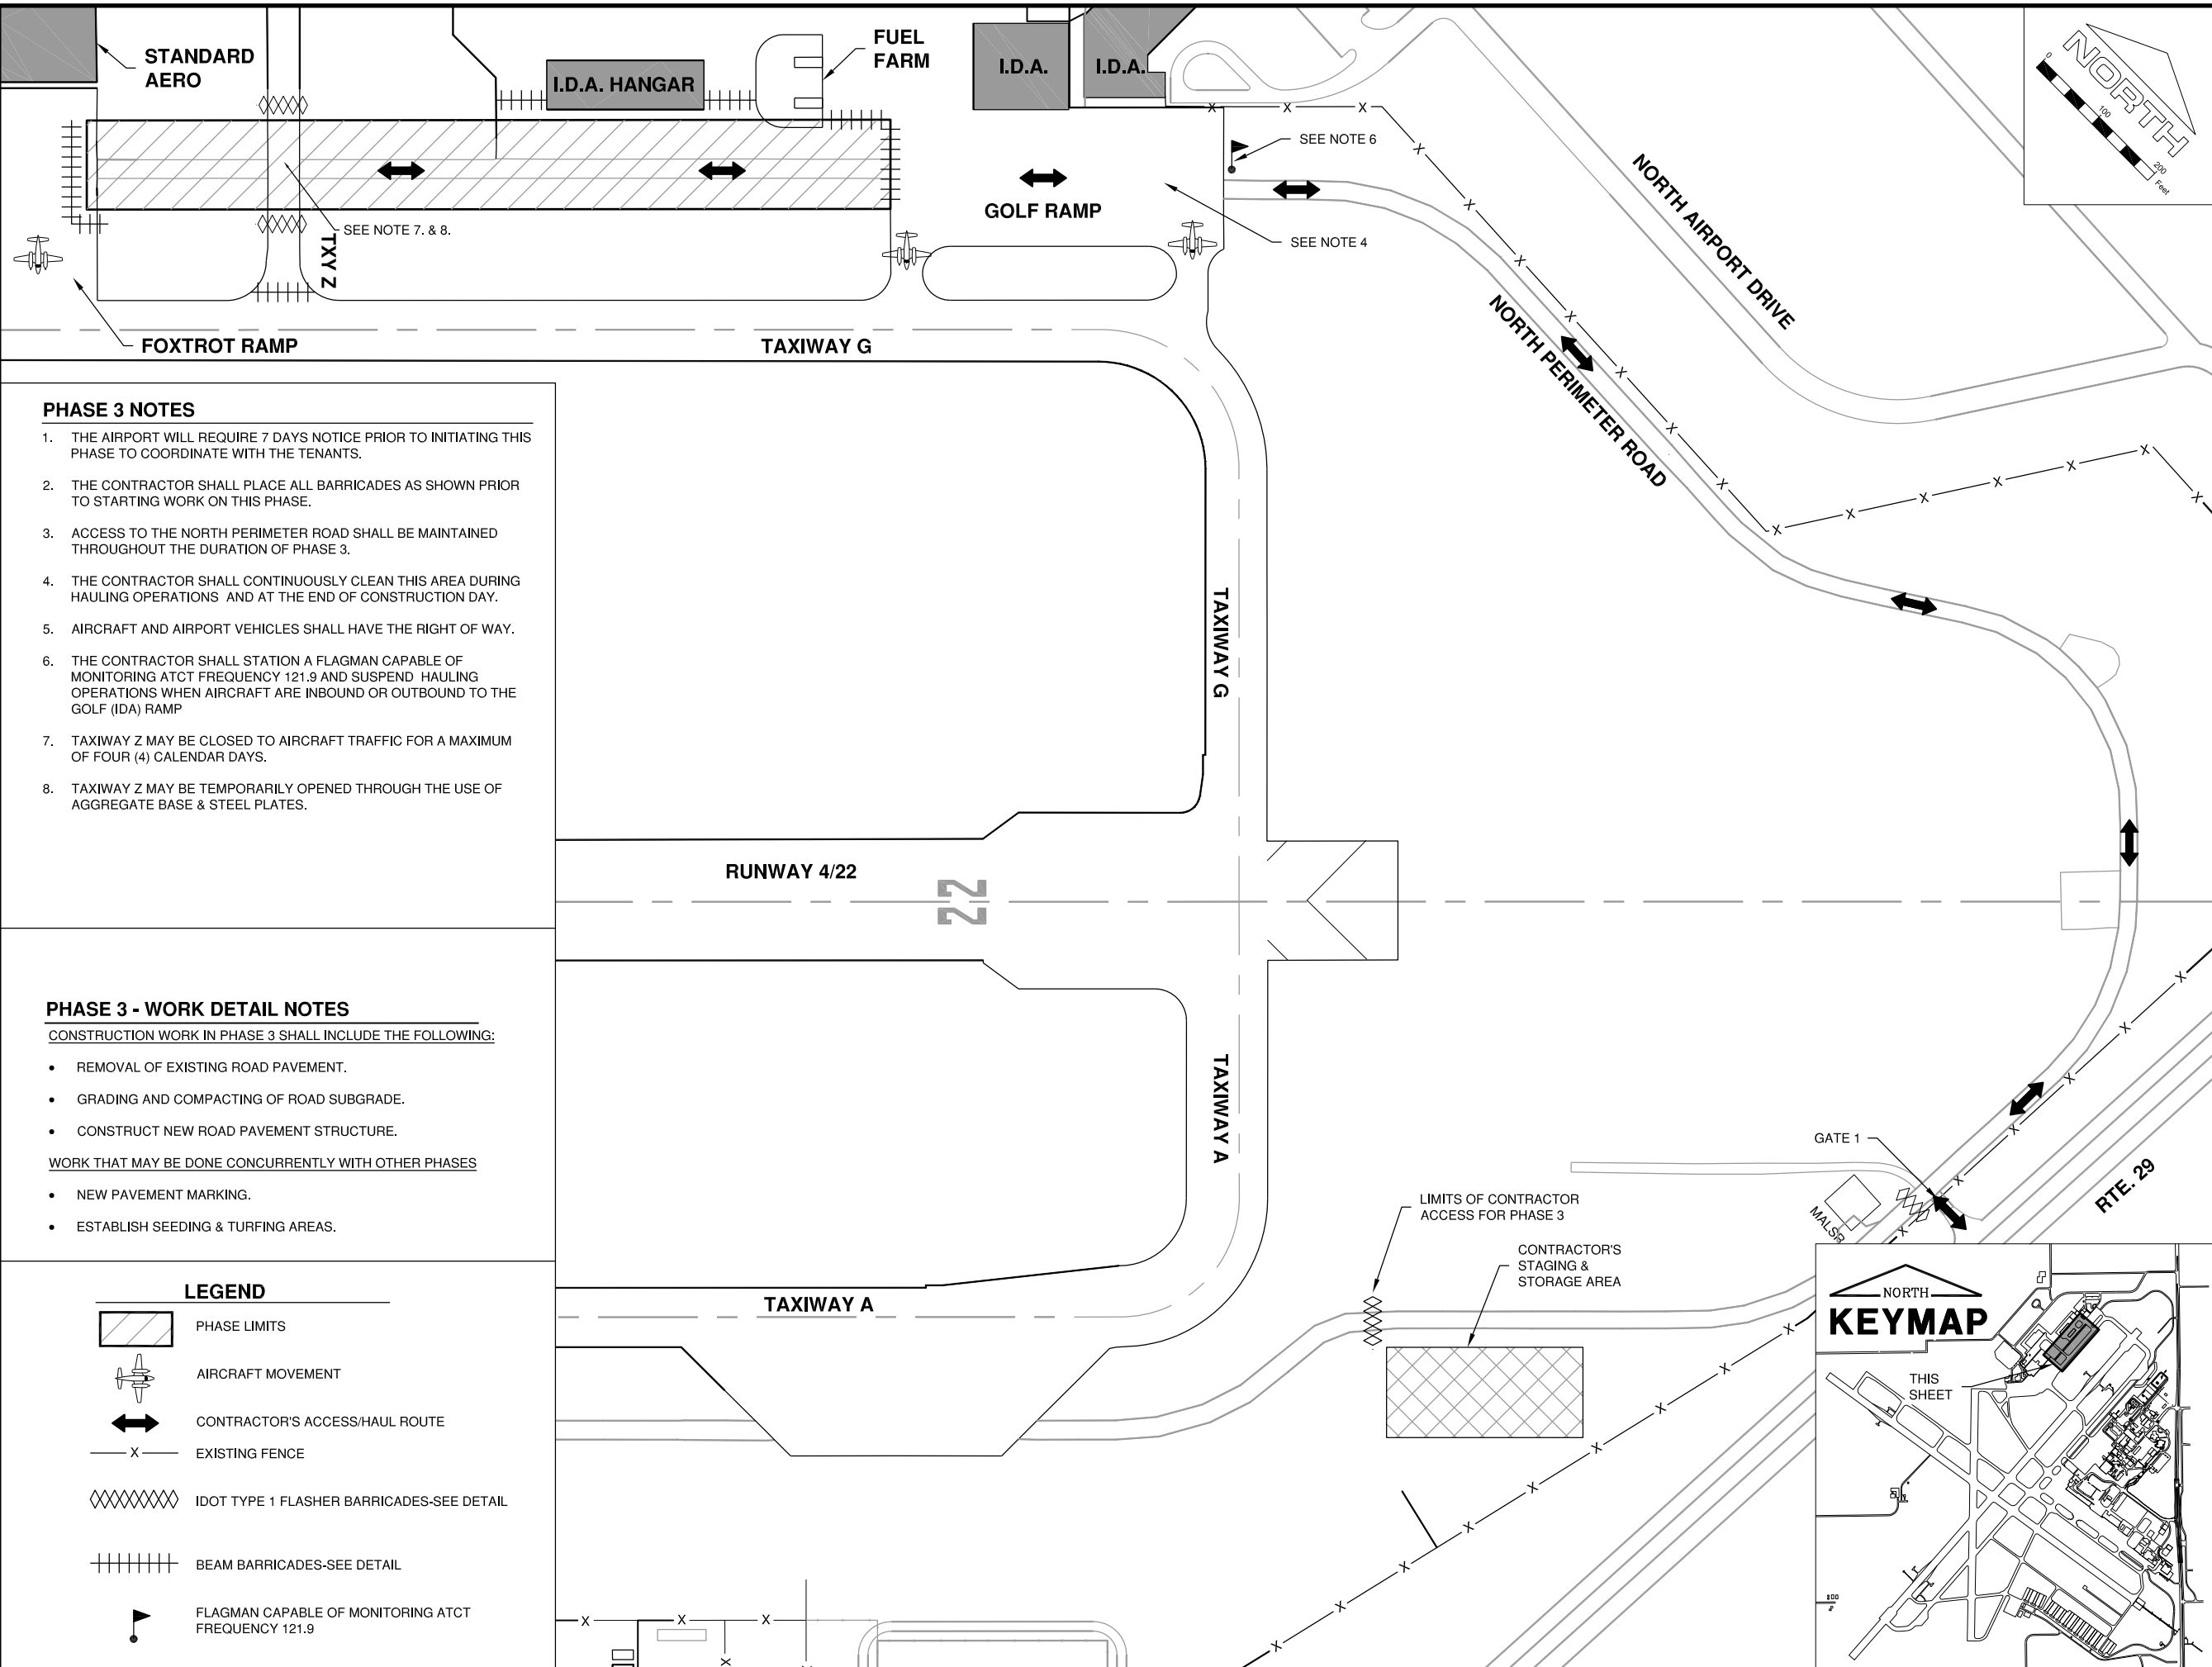 STANDARD
AERO
I.D.A. HANGAR
FUEL
FARM
I.D.A.
I.D.A.
NORTH
0
100
200
Feet
SEE NOTE 6
GOLF RAMP
SEE NOTE 4
SEE NOTE 7. & 8.
TXY Z
FOXTROT RAMP
TAXIWAY G
NORTH AIRPORT DRIVE
NORTH PERIMETER ROAD
PHASE 3 NOTES
1. THE AIRPORT WILL REQUIRE 7 DAYS NOTICE PRIOR TO INITIATING THIS
PHASE TO COORDINATE WITH THE TENANTS.
2. THE CONTRACTOR SHALL PLACE ALL BARRICADES AS SHOWN PRIOR
TO STARTING WORK ON THIS PHASE.
3. ACCESS TO THE NORTH PERIMETER ROAD SHALL BE MAINTAINED
THROUGHOUT THE DURATION OF PHASE 3.
4. THE CONTRACTOR SHALL CONTINUOUSLY CLEAN THIS AREA DURING
HAULING OPERATIONS AND AT THE END OF CONSTRUCTION DAY.
5. AIRCRAFT AND AIRPORT VEHICLES SHALL HAVE THE RIGHT OF WAY.
6. THE CONTRACTOR SHALL STATION A FLAGMAN CAPABLE OF
MONITORING ATCT FREQUENCY 121.9 AND SUSPEND HAULING
OPERATIONS WHEN AIRCRAFT ARE INBOUND OR OUTBOUND TO THE
GOLF (IDA) RAMP
7. TAXIWAY Z MAY BE CLOSED TO AIRCRAFT TRAFFIC FOR A MAXIMUM
OF FOUR (4) CALENDAR DAYS.
8. TAXIWAY Z MAY BE TEMPORARILY OPENED THROUGH THE USE OF
AGGREGATE BASE & STEEL PLATES.
TAXIWAY G
RUNWAY 4/22
22
PHASE 3 - WORK DETAIL NOTES
CONSTRUCTION WORK IN PHASE 3 SHALL INCLUDE THE FOLLOWING:
• REMOVAL OF EXISTING ROAD PAVEMENT.
• GRADING AND COMPACTING OF ROAD SUBGRADE.
• CONSTRUCT NEW ROAD PAVEMENT STRUCTURE.
WORK THAT MAY BE DONE CONCURRENTLY WITH OTHER PHASES
• NEW PAVEMENT MARKING.
• ESTABLISH SEEDING & TURFING AREAS.
TAXIWAY A
TAXIWAY A
GATE 1
MALSR
RTE. 29
LIMITS OF CONTRACTOR
ACCESS FOR PHASE 3
CONTRACTOR'S
STAGING &
STORAGE AREA
LEGEND
PHASE LIMITS
AIRCRAFT MOVEMENT
CONTRACTOR'S ACCESS/HAUL ROUTE
X EXISTING FENCE
IDOT TYPE 1 FLASHER BARRICADES-SEE DETAIL
BEAM BARRICADES-SEE DETAIL
FLAGMAN CAPABLE OF MONITORING ATCT
FREQUENCY 121.9
NORTH
KEYMAP
THIS
SHEET